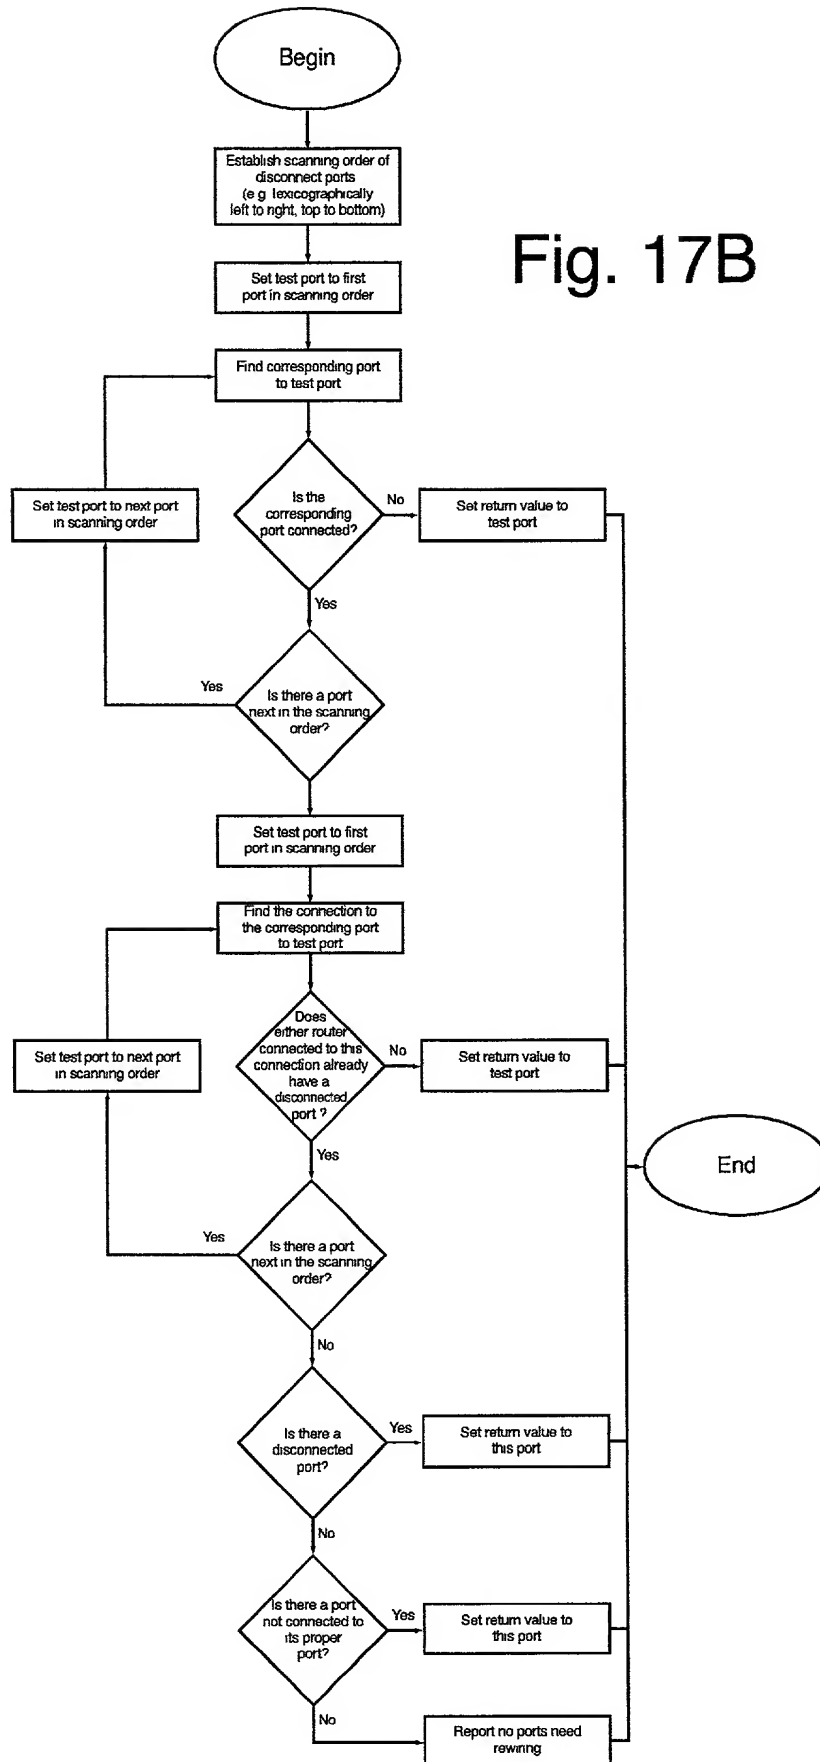 Begin
Establish scanning order of
disconnect ports
(e g lexicographically
left to right, top to bottom)
Fig. 17B
Set test port to first
port in scanning order
Find corresponding port
to test port
Set test port to next port
in scanning order
Is the
corresponding
port connected?
No
Set return value to
test port
Yes
Yes
Is there a port
next in the scanning
order?
Set test port to first
port in scanning order
Find the connection to
the corresponding port
to test port
Set test port to next port
in scanning order
Does
either router
connected to this
connection already
have a
disconnected
port ?
No
Set return value to
test port
End
Yes
Yes
Is there a port
next in the scanning
order?
No
Is there a
disconnected
port?
Yes
Set return value to
this port
No
Is there a port
not connected to
its proper
port?
Yes
Set return value to
this port
No
Report no ports need
rewiring